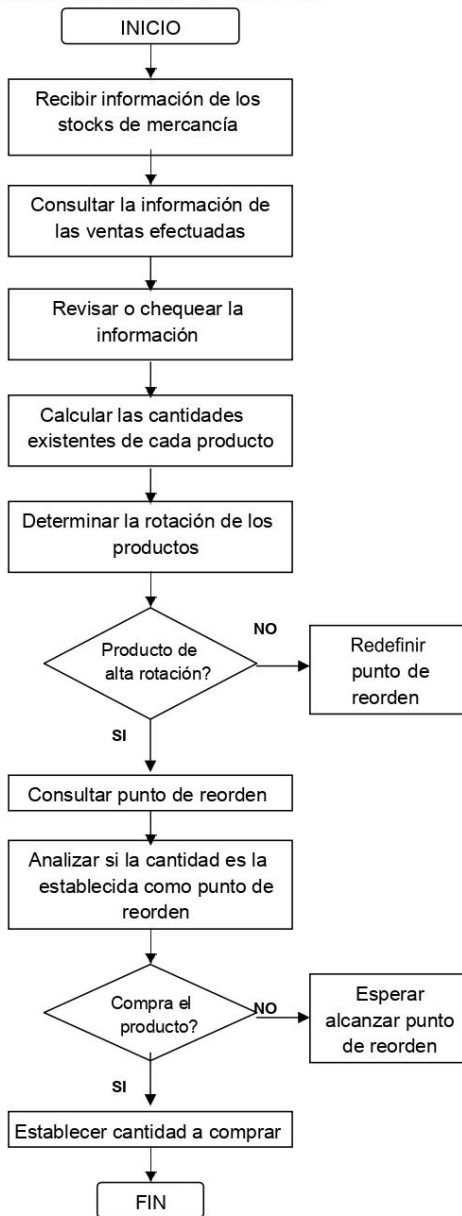 INICIO
Recibir información de los
stocks de mercancía
Consultar la información de
las ventas efectuadas
Revisar o chequear la
información
Calcular las cantidades
existentes de cada producto
Determinar la rotación de los
productos
Producto de
alta rotación?
NO
Redefinir
punto de
reorden
SI
Consultar punto de reorden
Analizar si la cantidad es la
establecida como punto de
reorden
Compra el
producto?
NO
Esperar
alcanzar punto
de reorden
SI
Establecer cantidad a comprar
FIN